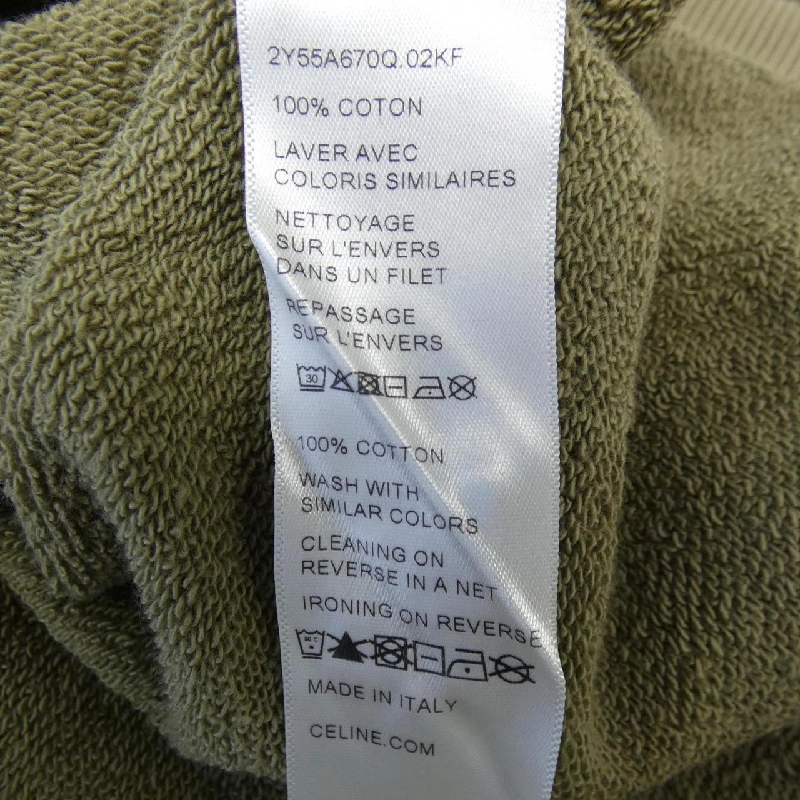 2Y55A670Q.02KF
100% COTON
LAVER AVEC
COLORIS SIMILAIRES
NETTOYAGE
SUR L'ENVERS
DANS UN FILET
REPASSAGE
SUR L'ENVERS
30
100% COTTON
WASH WITH
SIMILAR COLORS
CLEANING ON
REVERSE IN A NET
IRONING ON REVERSE
MADE IN ITALY
CELINE.COM